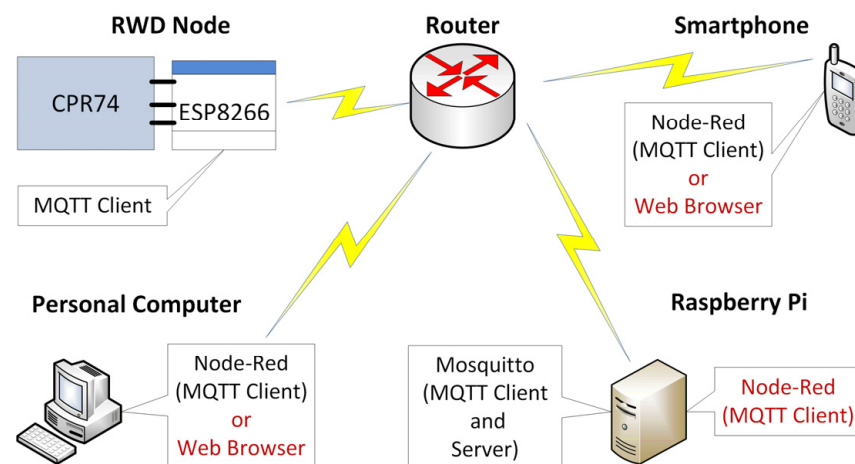 RWD Node
Router
Smartphone
CPR74
ESP8266
MQTT Client
Node-Red
(MQTT Client)
or
Web Browser
Personal Computer
Raspberry Pi
Node-Red
(MQTT Client)
or
Web Browser
Mosquitto
(MQTT Client
and
Server)
Node-Red
(MQTT Client)